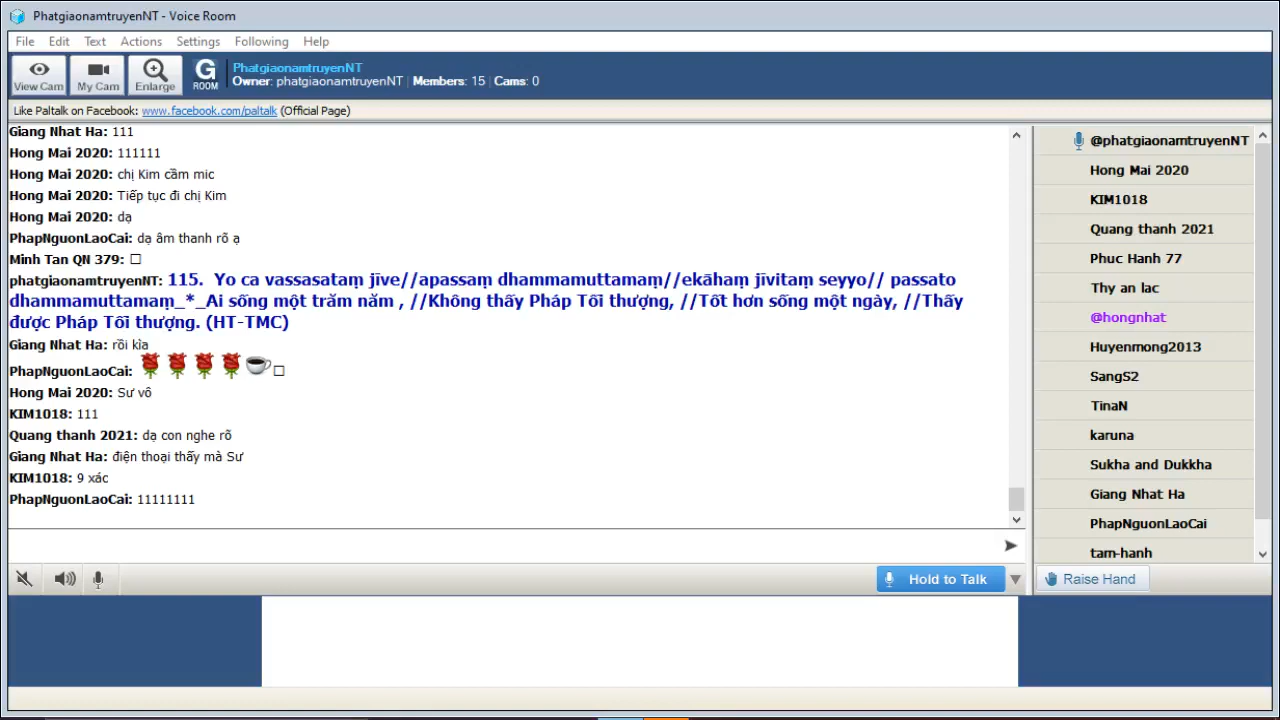 PhatgiaonamtruyenNT - Voice Room
File Edit Text Actions Settings Following Help
View Cam My Cam Enlarge G ROOM
PhatgiaonamtruyenNT
Owner: phatgiaonamtruyenNT | Members: 15 | Cams: 0
Like Paltalk on Facebook: www.facebook.com/paltalk (Official Page)
Giang Nhat Ha: 111
Hong Mai 2020: 111111
Hong Mai 2020: chị Kim cầm mic
Hong Mai 2020: Tiếp tục đi chị Kim
Hong Mai 2020: dạ
PhapNguonLaoCai: dạ âm thanh rõ ạ
Minh Tan QN 379: □
phatgiaonamtruyenNT: 115. Yo ca vassasataṃ jīve//apassaṃ dhammamuttamaṃ//ekāhaṃ jīvitaṃ seyyo// passato
dhammamuttamaṃ_*_Ai sống một trăm năm , //Không thấy Pháp Tối thượng, //Tốt hơn sống một ngày, //Thấy
được Pháp Tối thượng. (HT-TMC)
Giang Nhat Ha: rồi kìa
PhapNguonLaoCai: □
Hong Mai 2020: Sư vô
KIM1018: 111
Quang thanh 2021: dạ con nghe rõ
Giang Nhat Ha: điện thoại thấy mà Sư
KIM1018: 9 xác
PhapNguonLaoCai: 11111111
@phatgiaonamtruyenNT
Hong Mai 2020
KIM1018
Quang thanh 2021
Phuc Hanh 77
Thy an lac
@hongnhat
Huyenmong2013
SangS2
TinaN
karuna
Sukha and Dukkha
Giang Nhat Ha
PhapNguonLaoCai
tam-hanh
Hold to Talk
Raise Hand